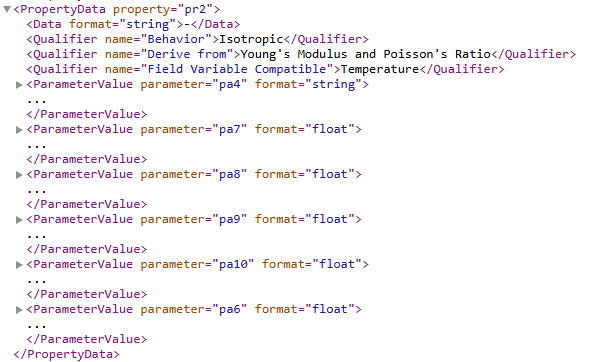 <PropertyData property="pr2">
<Data format="string">-</Data>
<Qualifier name="Behavior">Isotropic</Qualifier>
<Qualifier name="Derive from">Young's Modulus and Poisson's Ratio</Qualifier>
<Qualifier name="Field Variable Compatible">Temperature</Qualifier>
<ParameterValue parameter="pa4" format="string">
...
</ParameterValue>
<ParameterValue parameter="pa7" format="float">
...
</ParameterValue>
<ParameterValue parameter="pa8" format="float">
...
</ParameterValue>
<ParameterValue parameter="pa9" format="float">
...
</ParameterValue>
<ParameterValue parameter="pa10" format="float">
...
</ParameterValue>
<ParameterValue parameter="pa6" format="float">
...
</ParameterValue>
</PropertyData>